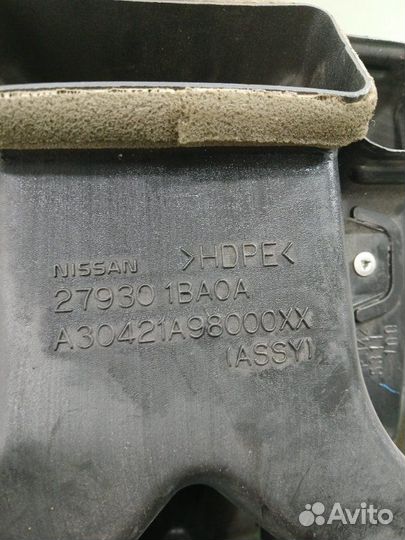 NISSAN >HDPE<
27930 1BA0A
A30421A98000XX
(ASSY)
Avito